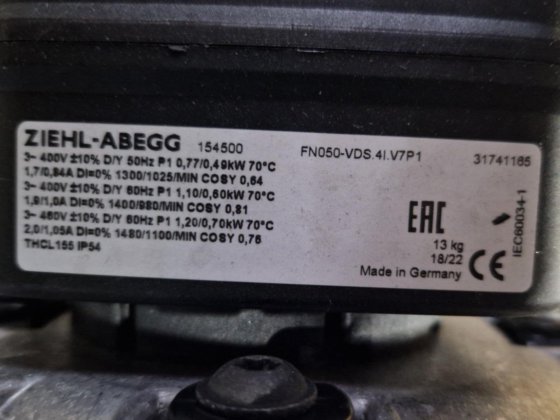 ZIEHL-ABEGG 154500 FN050-VDS.4I.V7P1 31741165
3~ 400V ±10% D/Y 50Hz P1 0,77/0,49kW 70°C
1,7/0,84A DI=0% 1300/1025/MIN COSY 0,64
3~ 400V ±10% D/Y 60Hz P1 1,10/0,60kW 70°C
1,9/1,0A DI=0% 1400/980/MIN COSY 0,81
3~ 460V ±10% D/Y 60Hz P1 1,20/0,70kW 70°C
2,0/1,05A DI=0% 1480/1100/MIN COSY 0,76
THCL155 IP54
EAC
13 kg
18/22
Made in Germany
CE
IEC60034-1